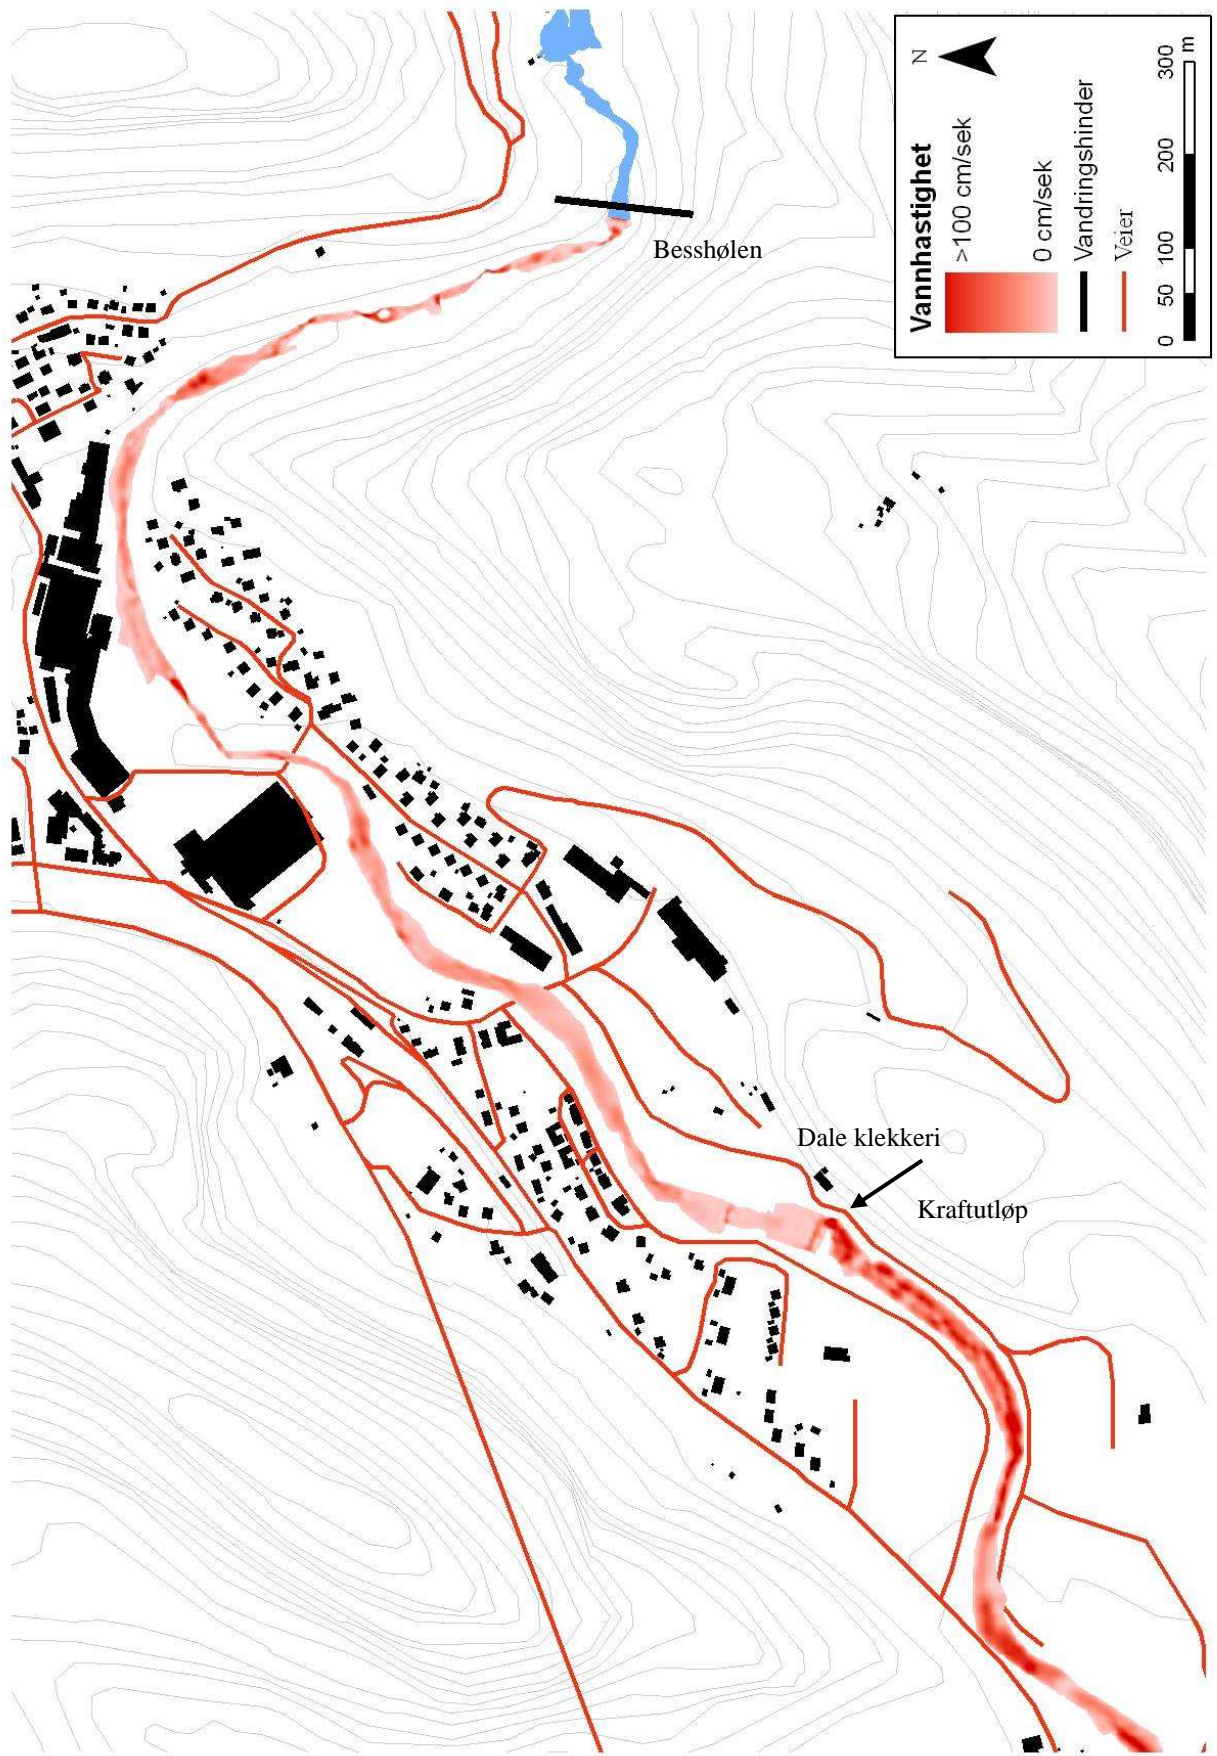 Besshølen
Dale klekkeri
Kraftutløp
N
Vannhastighet
>100 cm/sek
0 cm/sek
Vandringshinder
Veier
0 50 100 200 300
m